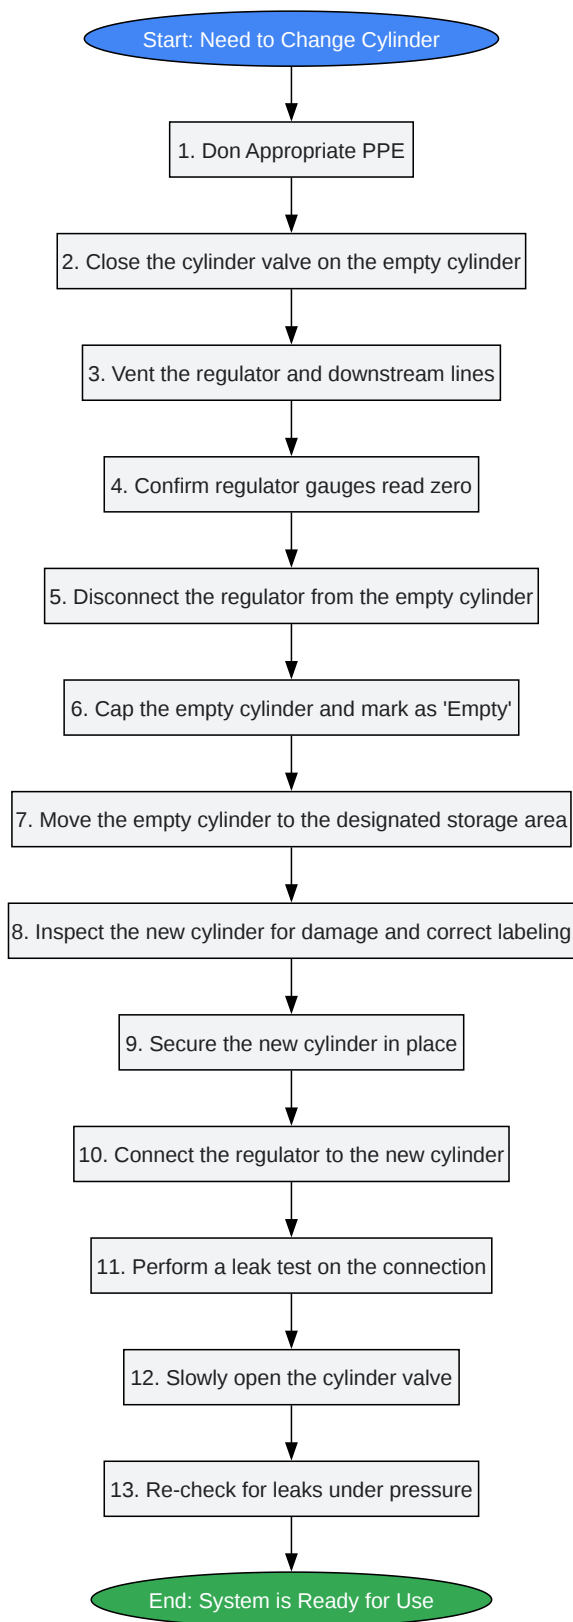 Start: Need to Change Cylinder
1. Don Appropriate PPE
2. Close the cylinder valve on the empty cylinder
3. Vent the regulator and downstream lines
4. Confirm regulator gauges read zero
5. Disconnect the regulator from the empty cylinder
6. Cap the empty cylinder and mark as 'Empty'
7. Move the empty cylinder to the designated storage area
8. Inspect the new cylinder for damage and correct labeling
9. Secure the new cylinder in place
10. Connect the regulator to the new cylinder
11. Perform a leak test on the connection
12. Slowly open the cylinder valve
13. Re-check for leaks under pressure
End: System is Ready for Use